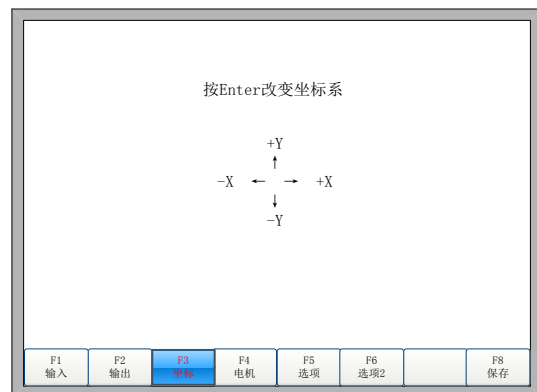 按Enter改变坐标系
+Y
-X +X
-Y
F1 F2 F3 F4 F5 F6 F8
输入 输出 坐标 电机 选项 选项2 保存